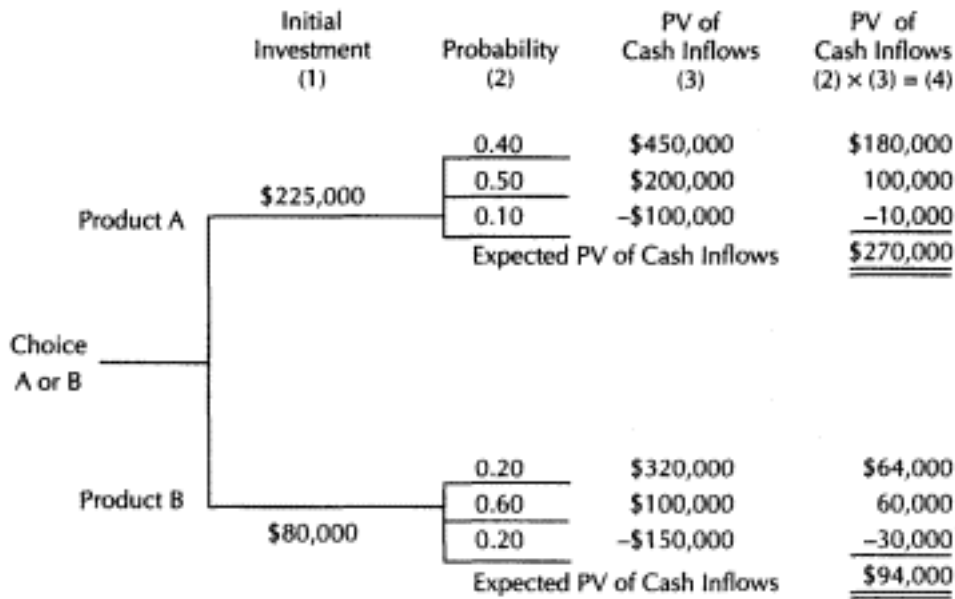 Initial Investment (1) Probability (2) PV of Cash Inflows (3) PV of Cash Inflows (2) × (3) = (4)
0.40 $450,000 $180,000
0.50 $200,000 100,000
$225,000
Product A 0.10 –$100,000 –10,000
Expected PV of Cash Inflows $270,000
Choice
A or B
0.20 $320,000 $64,000
Product B 0.60 $100,000 60,000
$80,000 0.20 –$150,000 –30,000
Expected PV of Cash Inflows $94,000